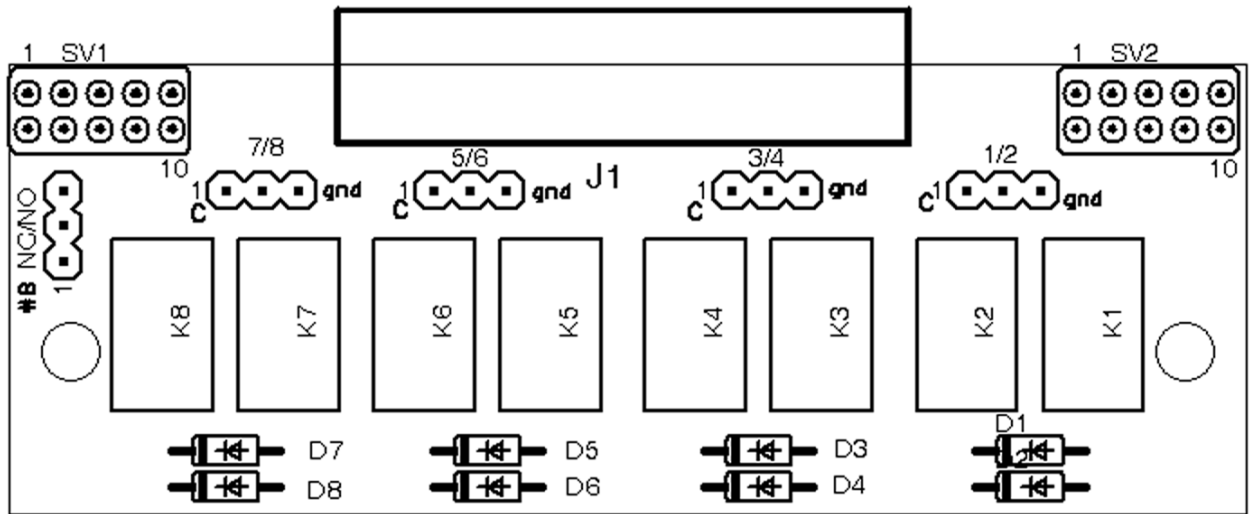 1 SV1
1 SV2
10
10
7/8
5/6
3/4
1/2
J1
1 gnd
C
1 gnd
C
1 gnd
C
1 gnd
C
NC/NO
#8
1
K8
K7
K6
K5
K4
K3
K2
K1
D1
D7
D5
D3
D2
D8
D6
D4